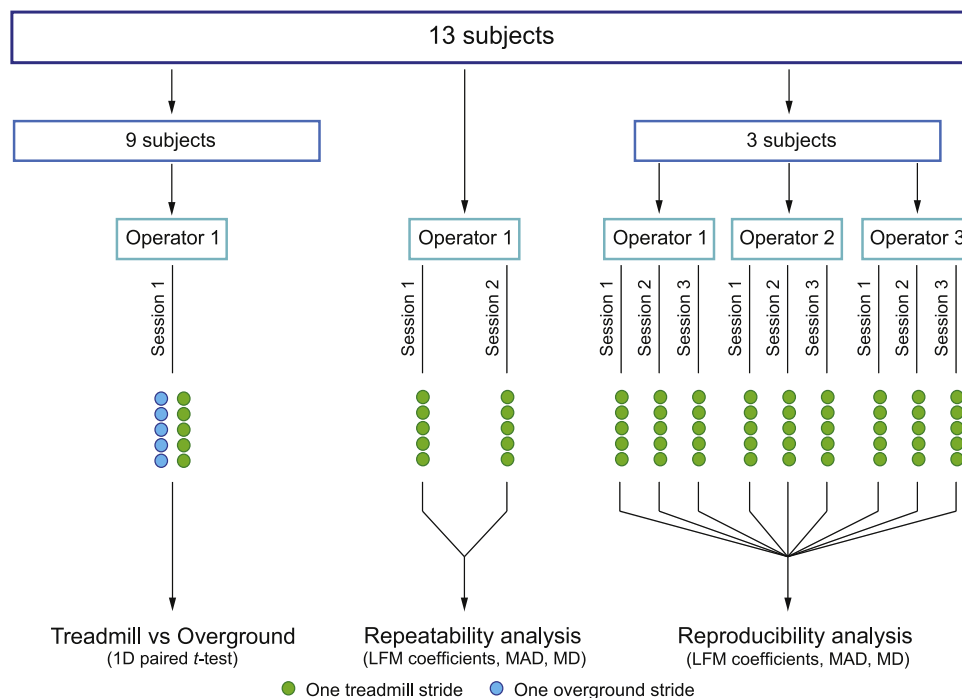 13 subjects
9 subjects
3 subjects
Operator 1
Operator 1
Operator 1
Operator 2
Operator 3
Session 1
Session 1
Session 2
Session 1
Session 2
Session 3
Session 1
Session 2
Session 3
Session 1
Session 2
Session 3
Treadmill vs Overground
(1D paired t-test)
Repeatability analysis
(LFM coefficients, MAD, MD)
Reproducibility analysis
(LFM coefficients, MAD, MD)
One treadmill stride
One overground stride